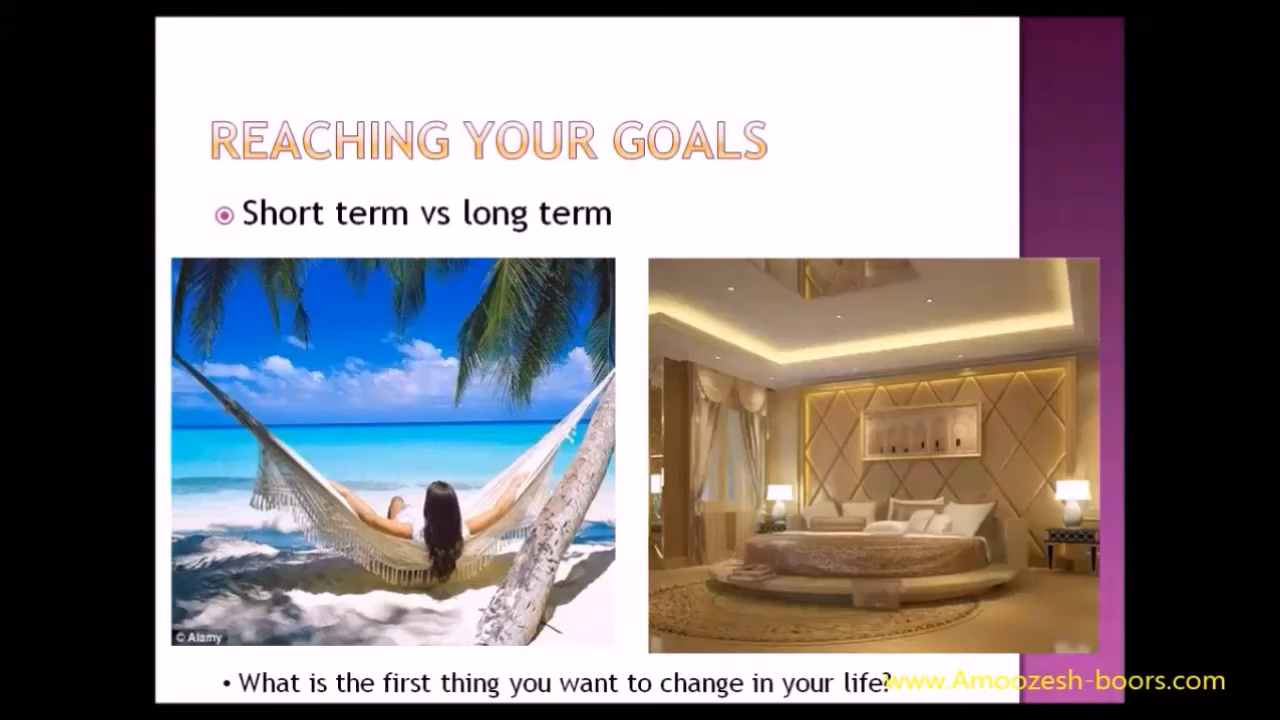 REACHING YOUR GOALS
Short term vs long term
© Alamy
• What is the first thing you want to change in your life?
www.Amoozesh-boors.com